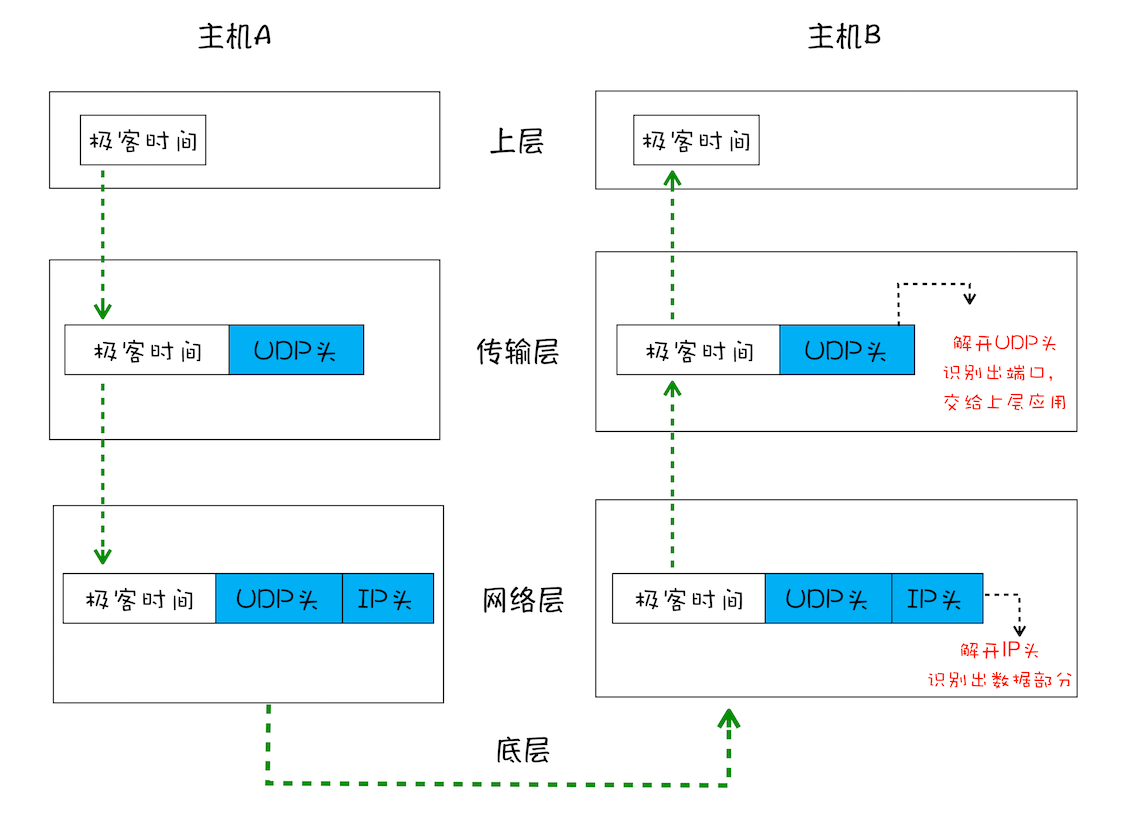 主机A
主机B
极客时间
上层
极客时间
极客时间
UDP头
传输层
极客时间
UDP头
解开UDP头
识别出端口，
交给上层应用
极客时间
UDP头
IP头
网络层
极客时间
UDP头
IP头
解开IP头
识别出数据部分
底层